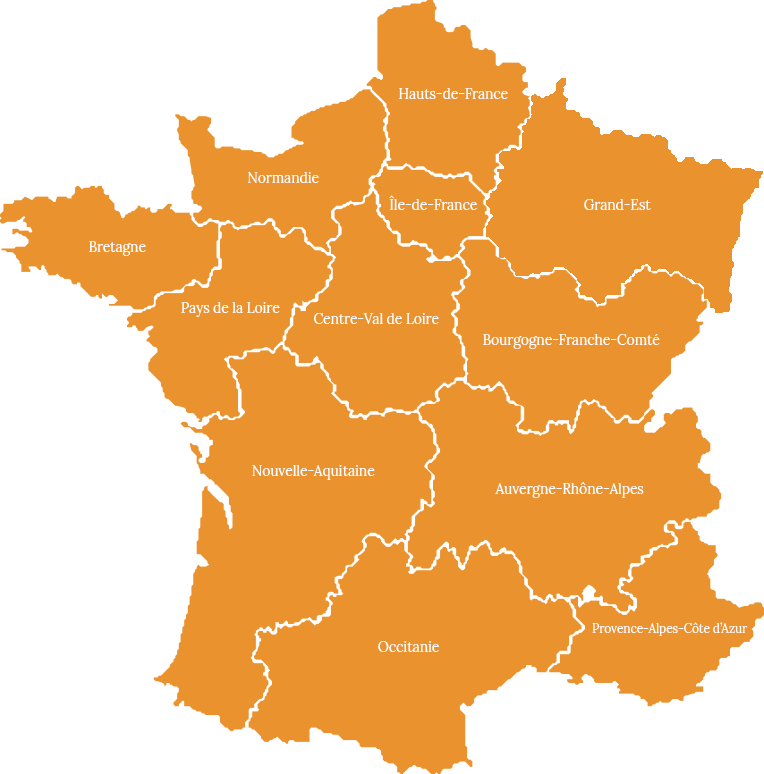 Hauts-de-France
Normandie
Île-de-France
Grand-Est
Bretagne
Pays de la Loire
Centre-Val de Loire
Bourgogne-Franche-Comté
Nouvelle-Aquitaine
Auvergne-Rhône-Alpes
Provence-Alpes-Côte d'Azur
Occitanie